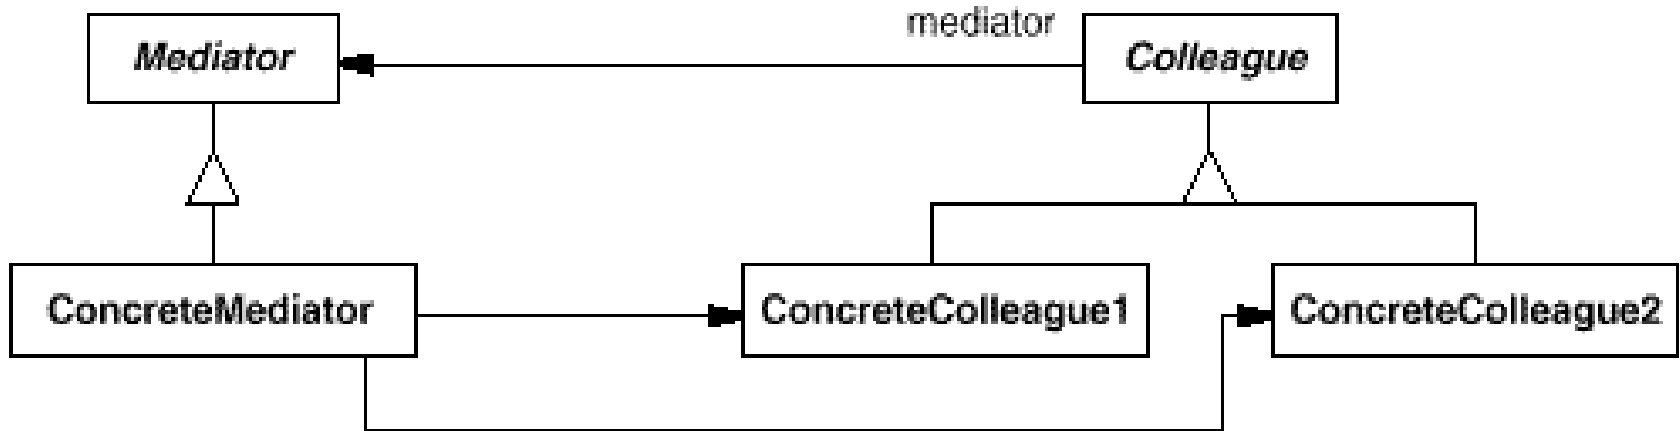 mediator
Mediator
Colleague
ConcreteMediator
ConcreteColleague1
ConcreteColleague2